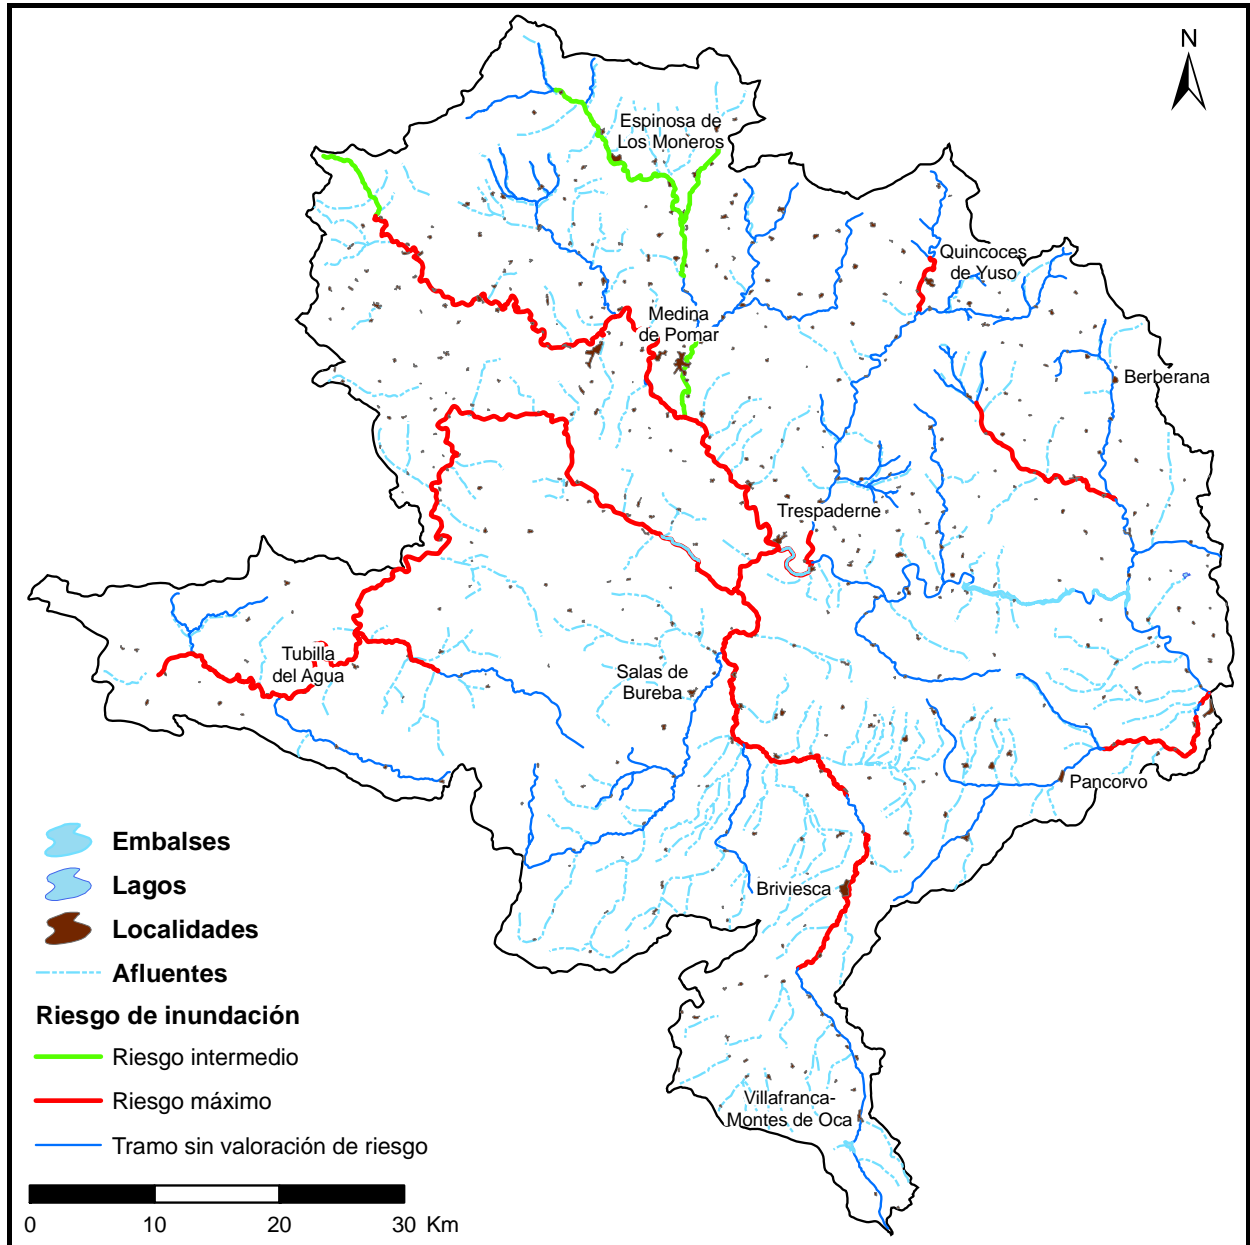 N
Espinosa de
Los Moneros
Quincoces
de Yuso
Medina
de Pomar
Berberana
Trespaderne
Tubilla
del Agua
Salas de
Bureba
Pancorvo
Briviesca
Villafranca-
Montes de Oca
Embalses
Lagos
Localidades
Afluentes
Riesgo de inundación
Riesgo intermedio
Riesgo máximo
Tramo sin valoración de riesgo
0 10 20 30 Km